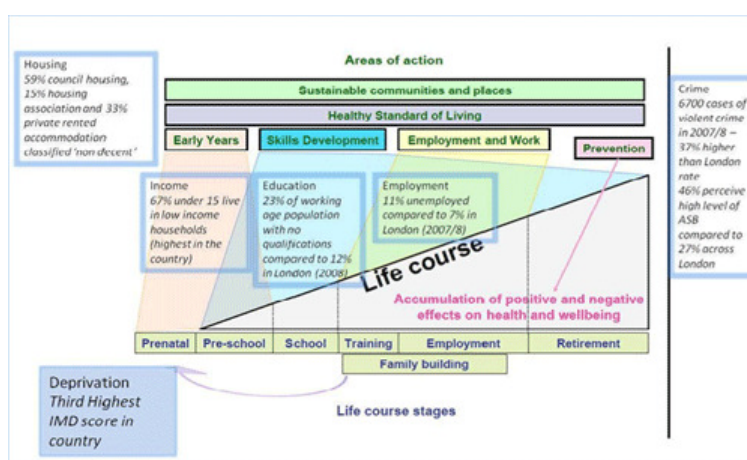 Housing
59% council housing,
15% housing
association and 33%
private rented
accommodation
classified 'non decent'
Areas of action
Sustainable communities and places
Healthy Standard of Living
Early Years
Skills Development
Employment and Work
Prevention
Income
67% under 15 live
in low income
households
(highest in the
country)
Education
23% of working
age population
with no
qualifications
compared to 12%
in London (2008)
Employment
11% unemployed
compared to 7% in
London (2007/8)
Crime
6700 cases of
violent crime
in 2007/8 –
37% higher
than London
rate
46% perceive
high level of
ASB
compared to
27% across
London
Life course
Accumulation of positive and negative
effects on health and wellbeing
Prenatal
Pre-school
School
Training
Employment
Retirement
Family building
Life course stages
Deprivation
Third Highest
IMD score in
country